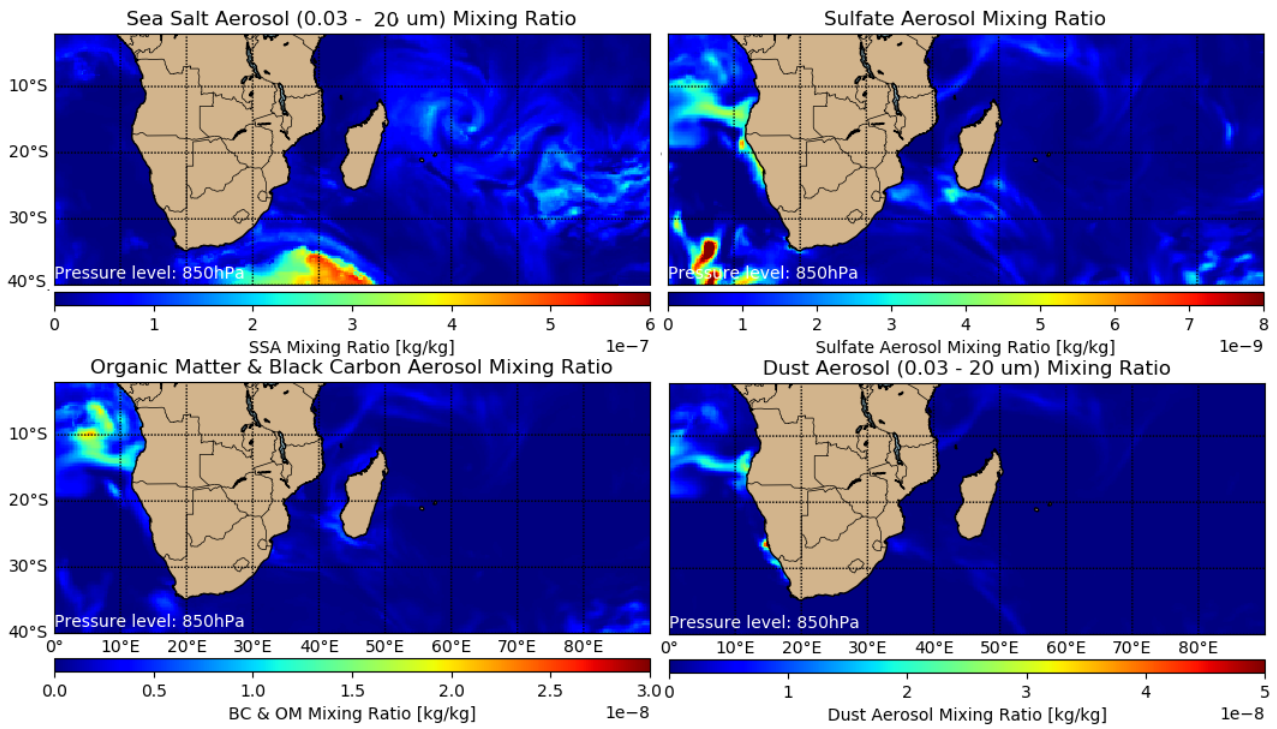 Sea Salt Aerosol (0.03 - 20 um) Mixing Ratio
Sulfate Aerosol Mixing Ratio
10°S
20°S
30°S
40°S
Pressure level: 850hPa
Pressure level: 850hPa
0 1 2 3 4 5 6
0 1 2 3 4 5 6 7 8
SSA Mixing Ratio [kg/kg]
1e−7
Sulfate Aerosol Mixing Ratio [kg/kg]
1e−9
Organic Matter & Black Carbon Aerosol Mixing Ratio
Dust Aerosol (0.03 - 20 um) Mixing Ratio
10°S
20°S
30°S
40°S
Pressure level: 850hPa
Pressure level: 850hPa
0° 10°E 20°E 30°E 40°E 50°E 60°E 70°E 80°E
0° 10°E 20°E 30°E 40°E 50°E 60°E 70°E 80°E
0.0 0.5 1.0 1.5 2.0 2.5 3.0
0 1 2 3 4 5
BC & OM Mixing Ratio [kg/kg]
1e−8
Dust Aerosol Mixing Ratio [kg/kg]
1e−8